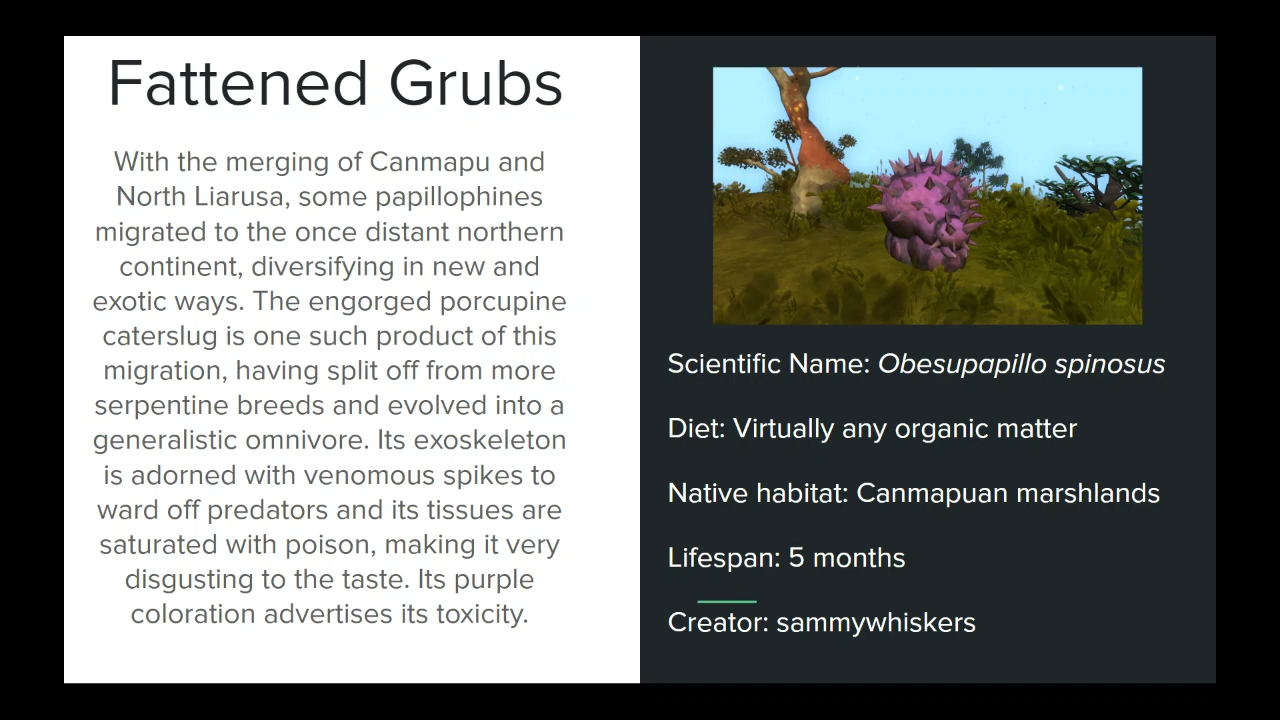 Fattened Grubs
With the merging of Canmapu and
North Liarusa, some papillophines
migrated to the once distant northern
continent, diversifying in new and
exotic ways. The engorged porcupine
caterslug is one such product of this
migration, having split off from more
serpentine breeds and evolved into a
generalistic omnivore. Its exoskeleton
is adorned with venomous spikes to
ward off predators and its tissues are
saturated with poison, making it very
disgusting to the taste. Its purple
coloration advertises its toxicity.
Scientific Name: Obesupapillo spinosus
Diet: Virtually any organic matter
Native habitat: Canmapuan marshlands
Lifespan: 5 months
Creator: sammywhiskers